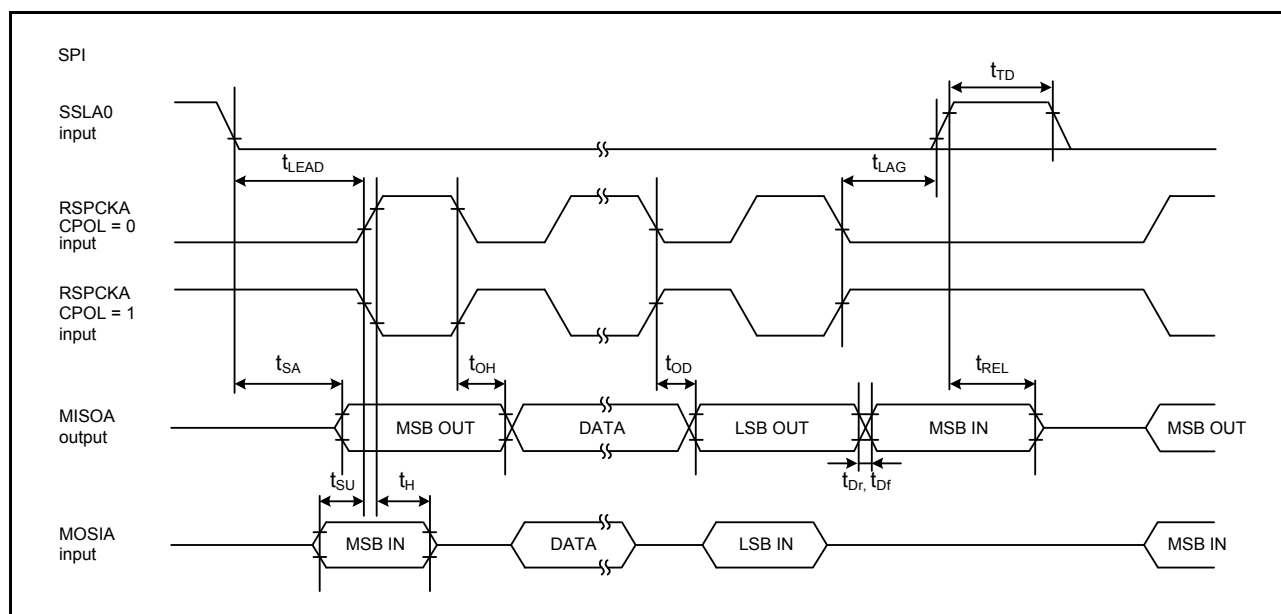 SPI
tTD
SSLA0
input
tLEAD
tLAG
RSPCKA
CPOL = 0
input
RSPCKA
CPOL = 1
input
tSA
tOH
tOD
tREL
MISOA
output
MSB OUT
DATA
LSB OUT
MSB IN
MSB OUT
tSU
tH
tDr, tDf
MOSIA
input
MSB IN
DATA
LSB IN
MSB IN